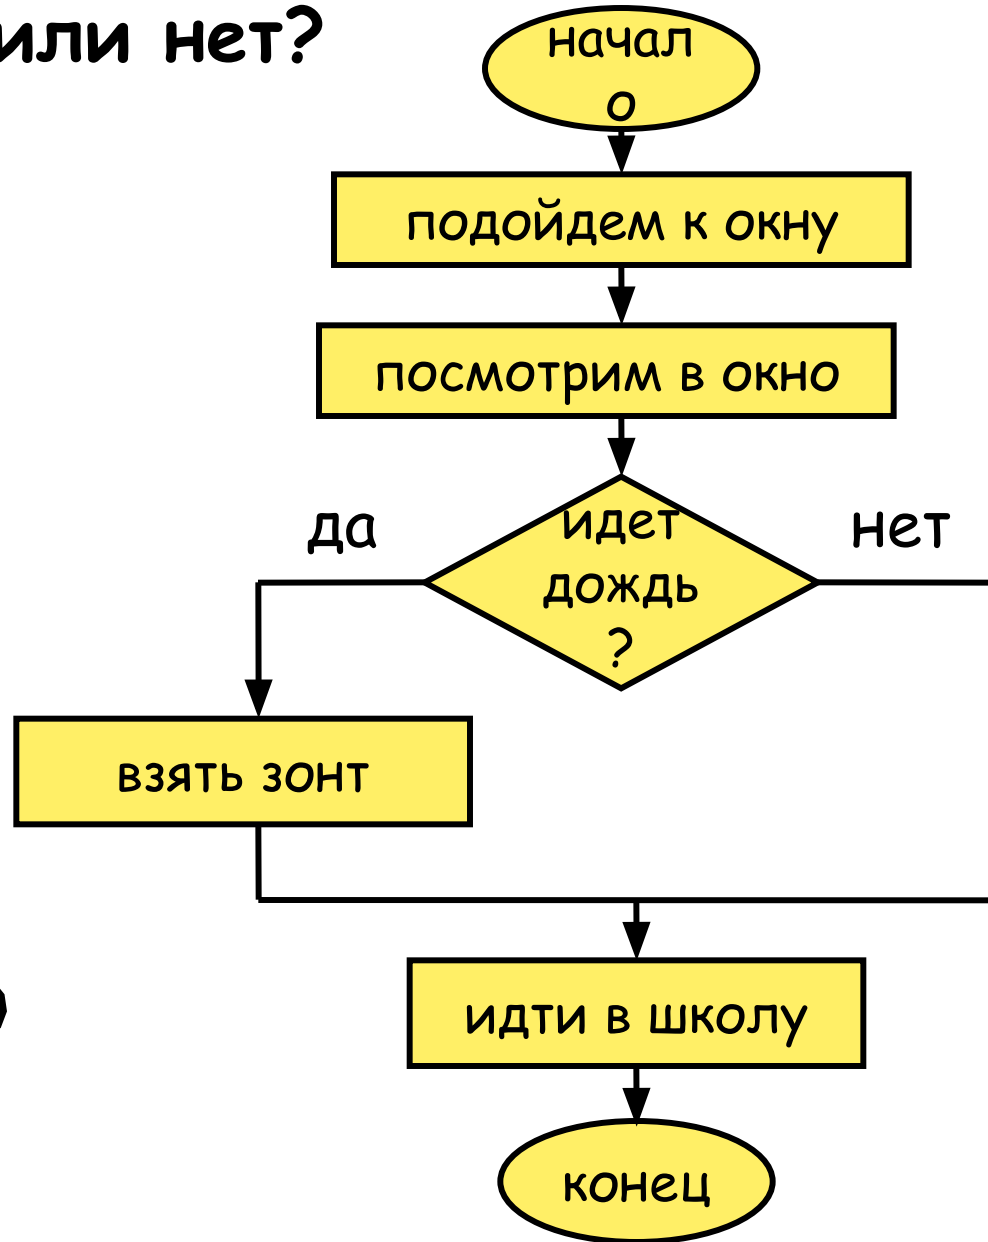 или нет?
начал
о
подойдем к окну
посмотрим в окно
идет
дождь
?
да
нет
взять зонт
идти в школу
конец